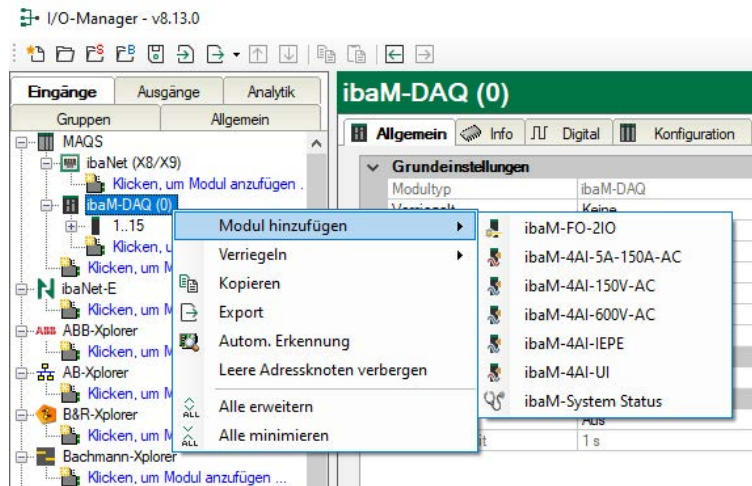 I/O-Manager - v8.13.0
Eingänge Ausgänge Analytik
Gruppen Allgemein
MAQS
ibaNet (X8/X9)
Klicken, um Modul anzufügen .
ibaM-DAQ (0)
1..15
Klicken, u
Klicken, um M
ibaNet-E
Klicken, um M
ABB ABB-Xplorer
Klicken, um M
AB-Xplorer
Klicken, um M
B&R-Xplorer
Klicken, um M
Bachmann-Xplorer
Klicken, um Modul anzufügen ...
ibaM-DAQ (0)
Allgemein Info Digital Konfiguration
Grundeinstellungen
Modultyp ibaM-DAQ
Verriegelt Keine
Modul hinzufügen
Verriegeln
Kopieren
Export
Autom. Erkennung
Leere Adressknoten verbergen
ALL Alle erweitern
ALL Alle minimieren
ibaM-FO-2IO
ibaM-4AI-5A-150A-AC
ibaM-4AI-150V-AC
ibaM-4AI-600V-AC
ibaM-4AI-IEPE
ibaM-4AI-UI
ibaM-System Status
Aus
it 1 s